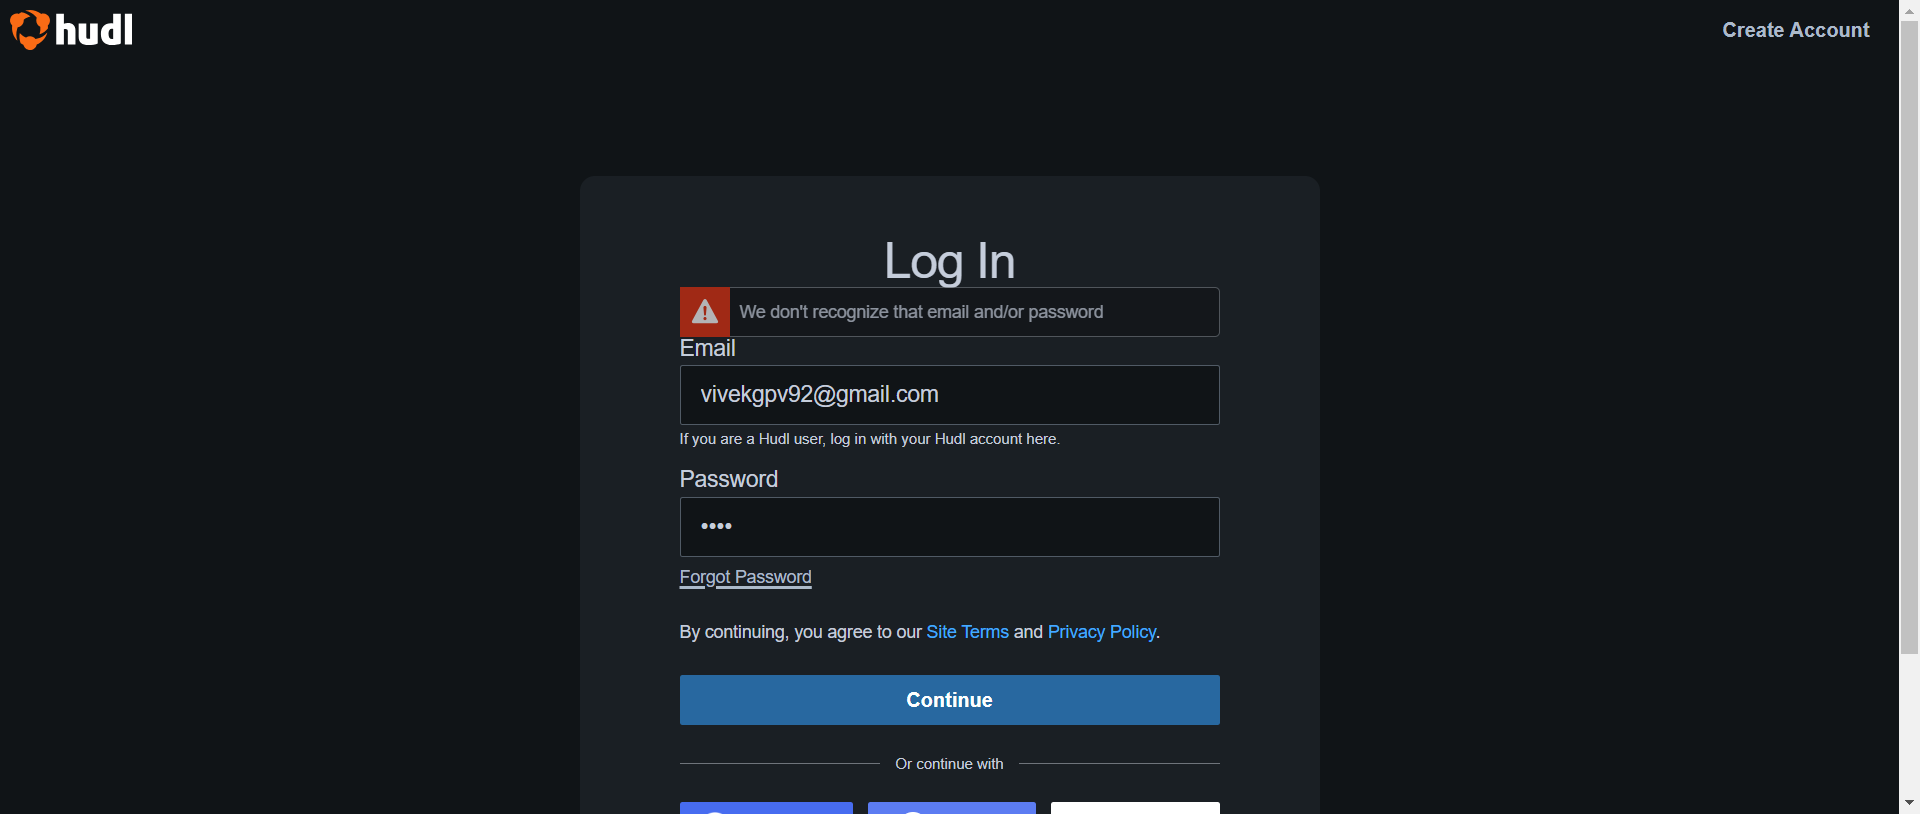 hudl
Create Account
Log In
We don't recognize that email and/or password
Email
vivekgpv92@gmail.com
If you are a Hudl user, log in with your Hudl account here.
Password
••••
Forgot Password
By continuing, you agree to our Site Terms and Privacy Policy.
Continue
Or continue with